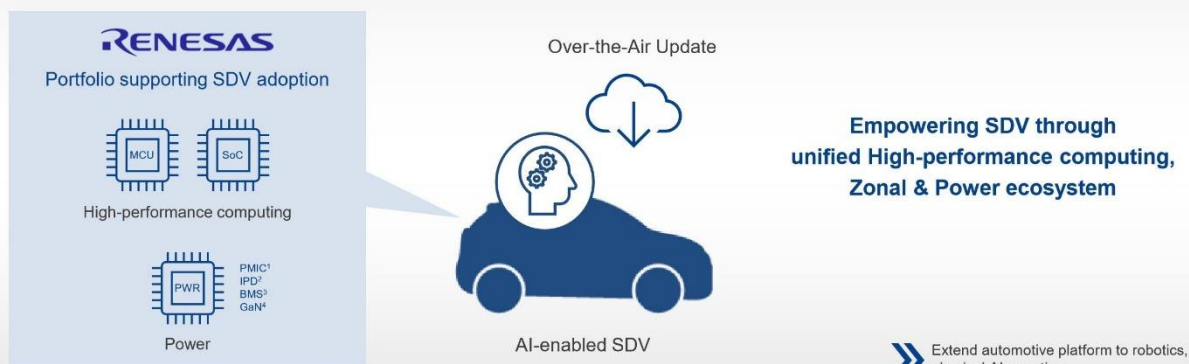 RENESAS
Portfolio supporting SDV adoption
MCU
SoC
High-performance computing
PWR
PMIC¹
IPD²
BMS³
GaN⁴
Power
Over-the-Air Update
AI-enabled SDV
Empowering SDV through
unified High-performance computing,
Zonal & Power ecosystem
Extend automotive platform to robotics,